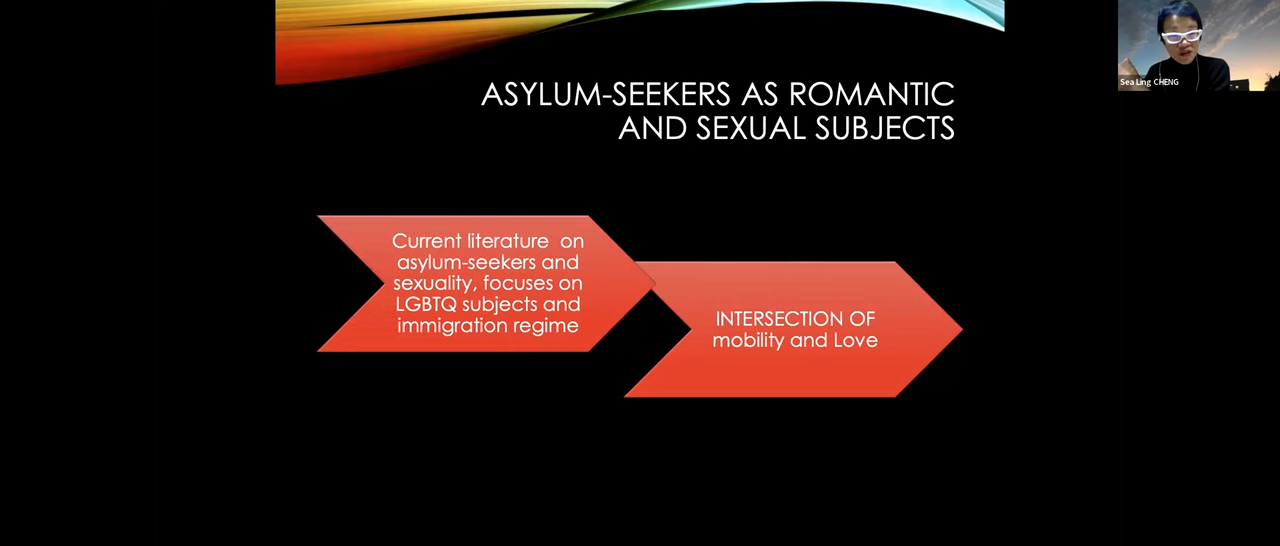 ASYLUM-SEEKERS AS ROMANTIC
AND SEXUAL SUBJECTS
Current literature on
asylum-seekers and
sexuality, focuses on
LGBTQ subjects and
immigration regime
INTERSECTION OF
mobility and Love
Sea Ling CHENG